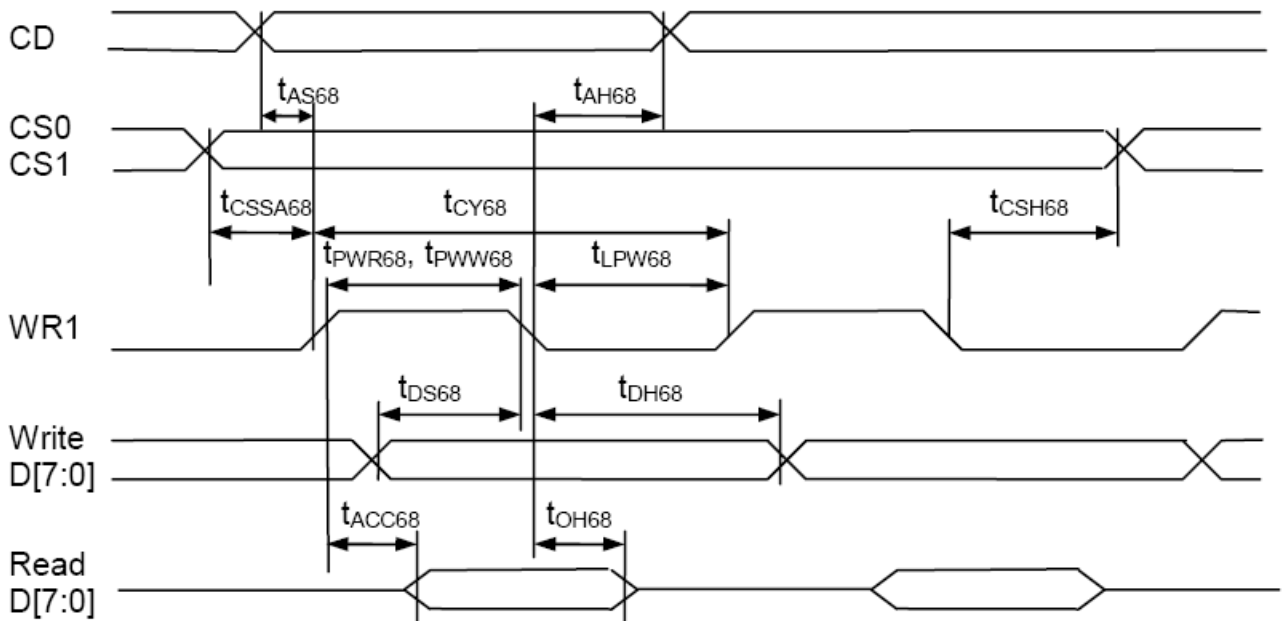 CD
tAS68 tAH68
CS0
CS1
tCSSA68 tCY68 tCSH68
tPWR68, tPWW68 tLPW68
WR1
tDS68 tDH68
Write
D[7:0]
tACC68 tOH68
Read
D[7:0]